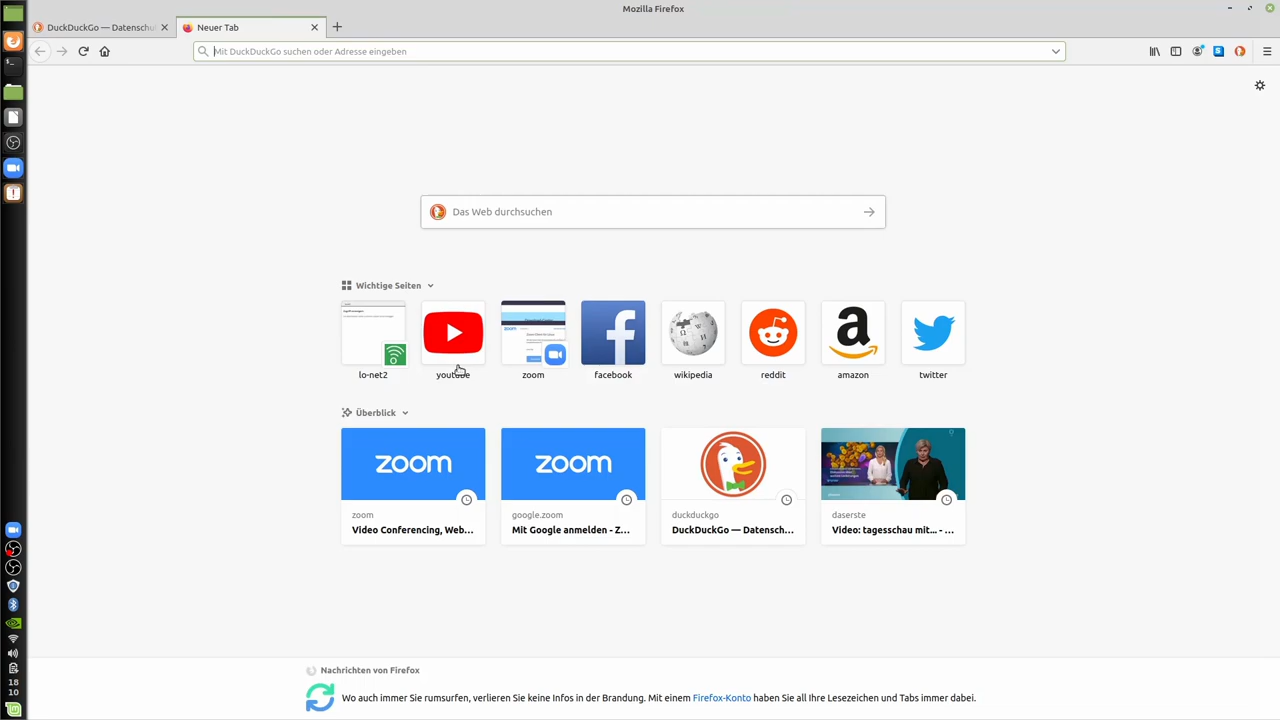 Mozilla Firefox
DuckDuckGo — Datenschu
Neuer Tab
Mit DuckDuckGo suchen oder Adresse eingeben
Das Web durchsuchen
Wichtige Seiten
lo-net2
youtube
zoom
facebook
wikipedia
reddit
amazon
twitter
Überblick
zoom
zoom
zoom
google.zoom
duckduckgo
daserste
Video Conferencing, Web...
Mit Google anmelden - Z...
DuckDuckGo — Datensch...
Video: tagesschau mit... - ...
Nachrichten von Firefox
Wo auch immer Sie rumsurfen, verlieren Sie keine Infos in der Brandung. Mit einem Firefox-Konto haben Sie all Ihre Lesezeichen und Tabs immer dabei.
18
10